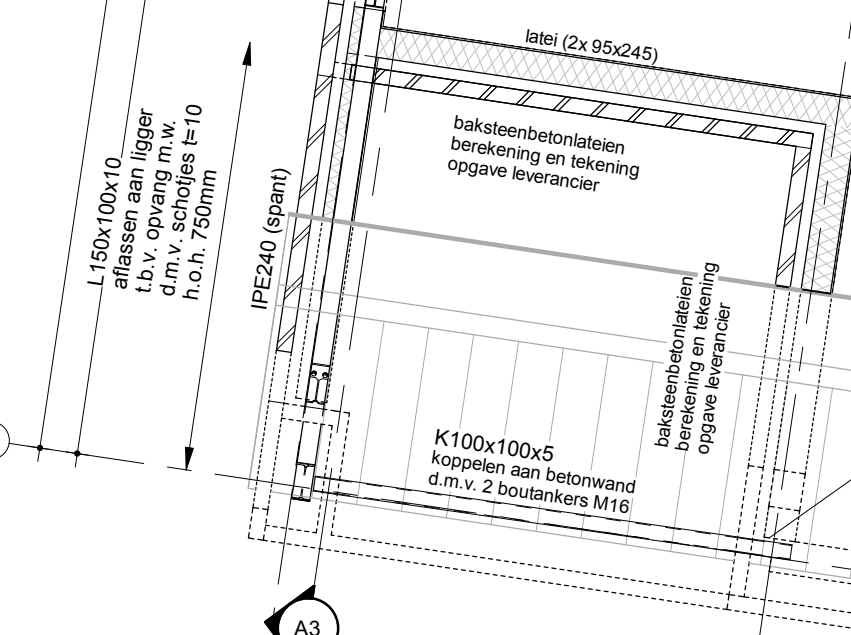 latei (2x 95x245)
baksteenbetonlateien
berekening en tekening
opgave leverancier
L150x100x10
aflassen aan ligger
t.b.v. opvang m.w.
d.m.v. schotjes t=10
h.o.h. 750mm
IPE240 (spant)
baksteenbetonlateien
berekening en tekening
opgave leverancier
K100x100x5
koppelen aan betonwand
d.m.v. 2 boutankers M16
A3